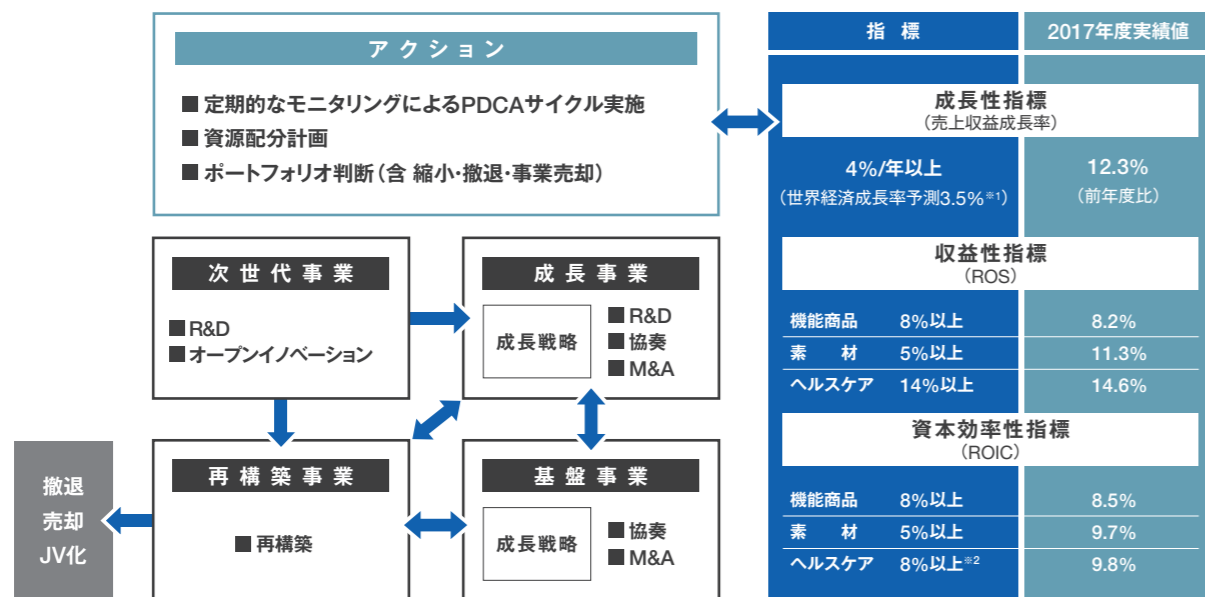 アクション
■ 定期的なモニタリングによるPDCAサイクル実施
■ 資源配分計画
■ ポートフォリオ判断（含 縮小・撤退・事業売却）
次世代事業
■ R&D
■ オープンイノベーション
成長事業
成長戦略
■ R&D
■ 協奏
■ M&A
再構築事業
■ 再構築
基盤事業
成長戦略
■ 協奏
■ M&A
撤退
売却
JV化
指標 2017年度実績値
成長性指標
（売上収益成長率）
4%/年以上 12.3%
（世界経済成長率予測3.5%※1） （前年度比）
収益性指標
（ROS）
機能商品 8%以上 8.2%
素材 5%以上 11.3%
ヘルスケア 14%以上 14.6%
資本効率性指標
（ROIC）
機能商品 8%以上 8.5%
素材 5%以上 9.7%
ヘルスケア 8%以上※2 9.8%